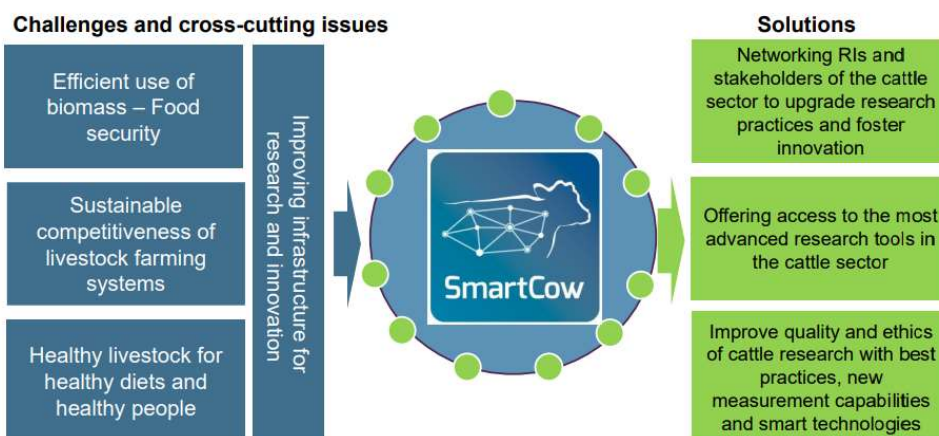 Challenges and cross-cutting issues
Efficient use of
biomass – Food
security
Sustainable
competitiveness of
livestock farming
systems
Healthy livestock for
healthy diets and
healthy people
Improving infrastructure for
research and innovation
SmartCow
Solutions
Networking RIs and
stakeholders of the cattle
sector to upgrade research
practices and foster
innovation
Offering access to the most
advanced research tools in
the cattle sector
Improve quality and ethics
of cattle research with best
practices, new
measurement capabilities
and smart technologies